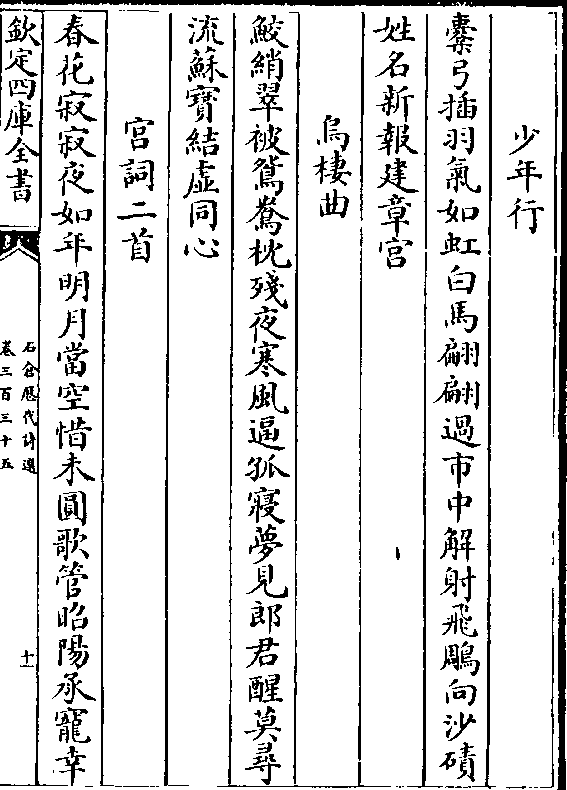 少年行
櫜弓插羽氣如虹白馬翩翩過市中解射飛鵰向沙磧
姓名新報建章宫
烏棲曲
鮫綃翠被鴛鴦枕殘夜寒風逼孤寢夢見郎君醒莫尋
流蘇寶結虚同心
宫詞二首
春花寂寂夜如年明月當空惜未圓歌管昭陽承寵幸
欽定四庫全書
石倉歷代詩選
卷三百三十五
十一